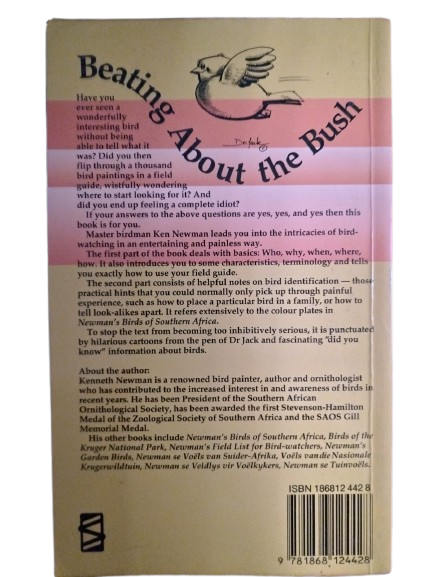 Beating About the Bush
Dr. Jack
Have you
ever seen a
wonderfully
interesting bird
without being
able to tell what it
was? Did you then
flip through a thousand
bird paintings in a field
guide, wistfully wondering
where to start looking for it? And
did you end up feeling a complete idiot?
If your answers to the above questions are yes, yes, and yes then this
book is for you.
Master birdman Ken Newman leads you into the intricacies of bird-
watching in an entertaining and painless way.
The first part of the book deals with basics: Who, why, when, where,
how. It also introduces you to some characteristics, terminology and tells
you exactly how to use your field guide.
The second part consists of helpful notes on bird identification — those
practical hints that you could normally only pick up through painful
experience, such as how to place a particular bird in a family, or how to
tell look-alikes apart. It refers extensively to the colour plates in
Newman's Birds of Southern Africa.
To stop the text from becoming too inhibitively serious, it is punctuated
by hilarious cartoons from the pen of Dr Jack and fascinating "did you
know" information about birds.
About the author:
Kenneth Newman is a renowned bird painter, author and ornithologist
who has contributed to the increased interest in and awareness of birds in
recent years. He has been President of the Southern African
Ornithological Society, has been awarded the first Stevenson-Hamilton
Medal of the Zoological Society of Southern Africa and the SAOS Gill
Memorial Medal.
His other books include Newman's Birds of Southern Africa, Birds of the
Kruger National Park, Newman's Field List for Bird-watchers, Newman's
Garden Birds, Newman se Voëls van Suider-Afrika, Voëls van die Nasionale
Krugerwildtuin, Newman se Veldlys vir Voëlkykers, Newman se Tuinvoëls.
ISBN 186812 442 8
9 781868 124428